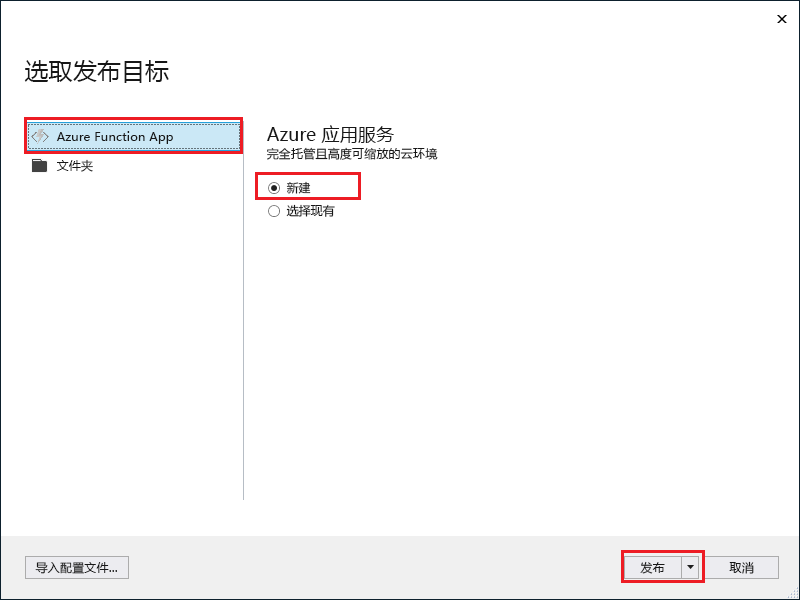 选取发布目标
Azure Function App
文件夹
Azure 应用服务
完全托管且高度可缩放的云环境
新建
选择现有
导入配置文件...
发布
取消